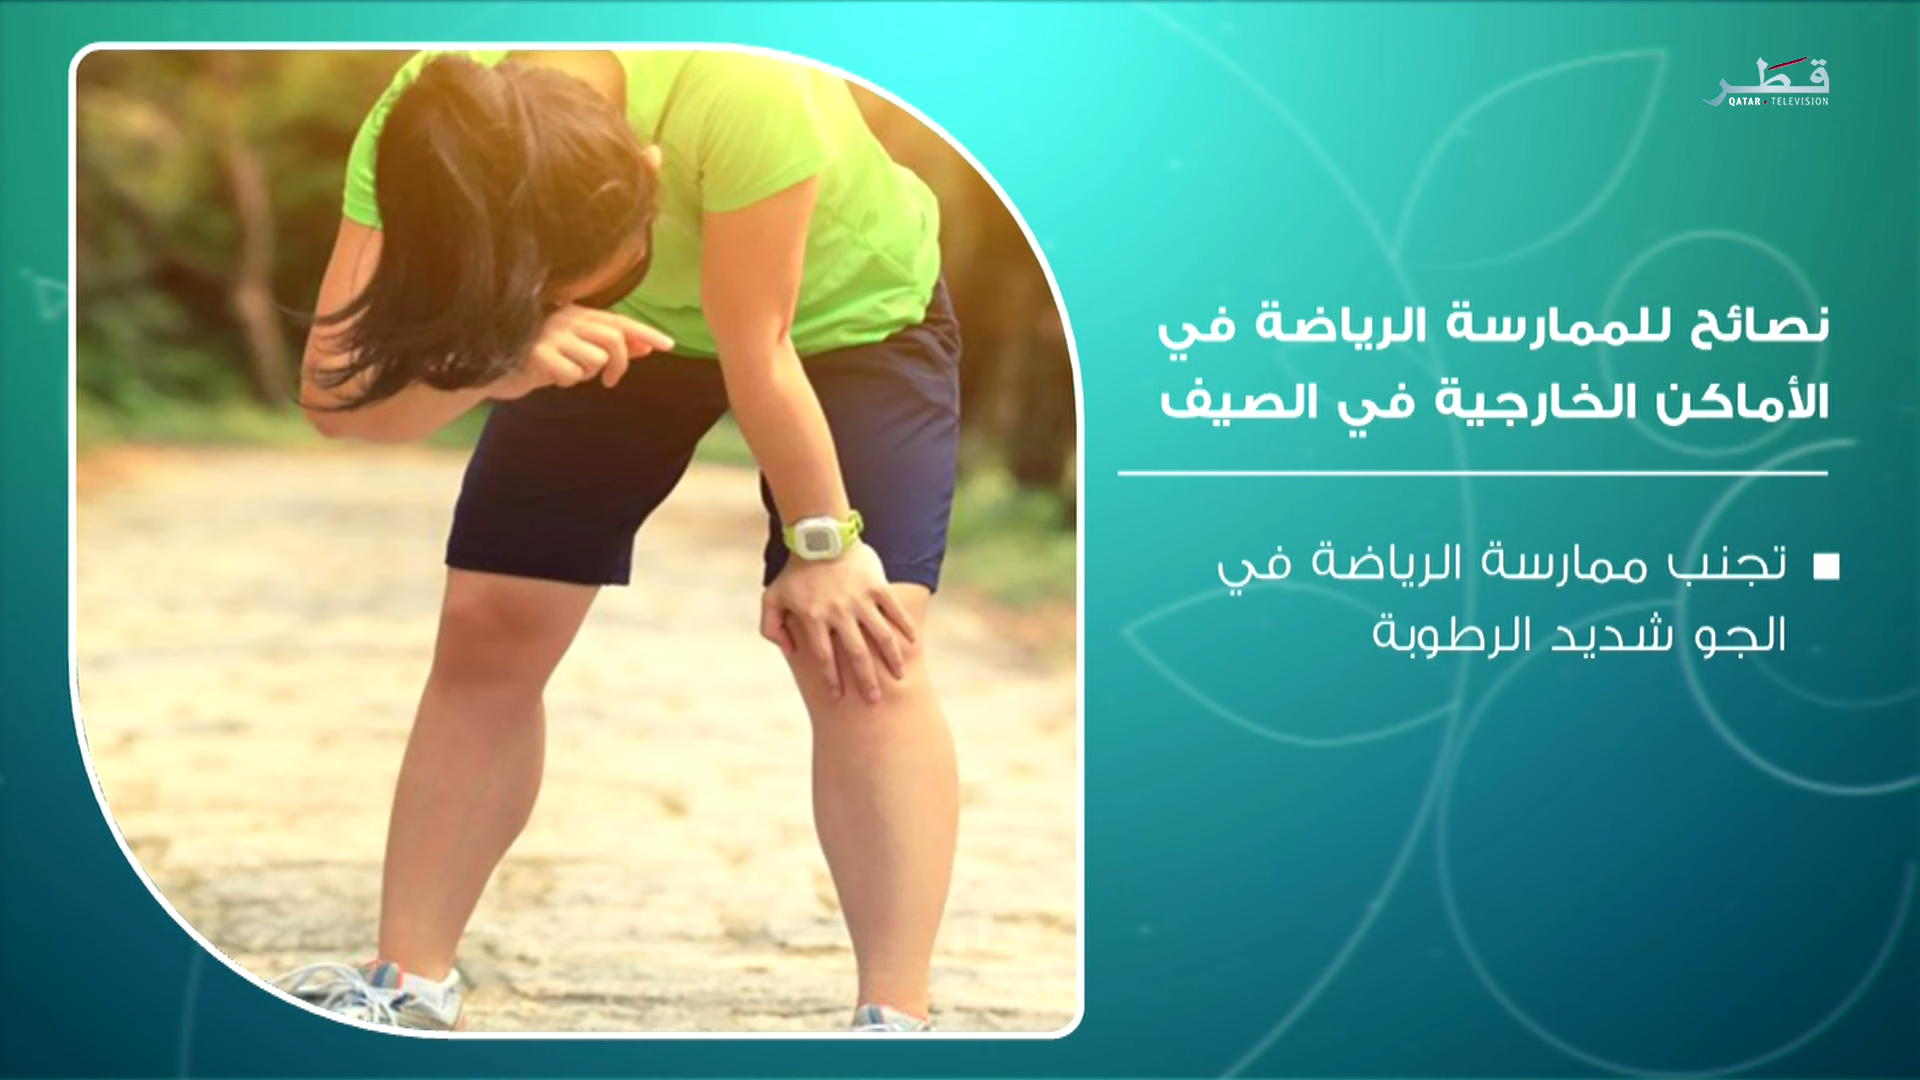 قطر
QATAR TELEVISION
نصائح للممارسة الرياضة في
الأماكن الخارجية في الصيف
تجنب ممارسة الرياضة في
الجو شديد الرطوبة